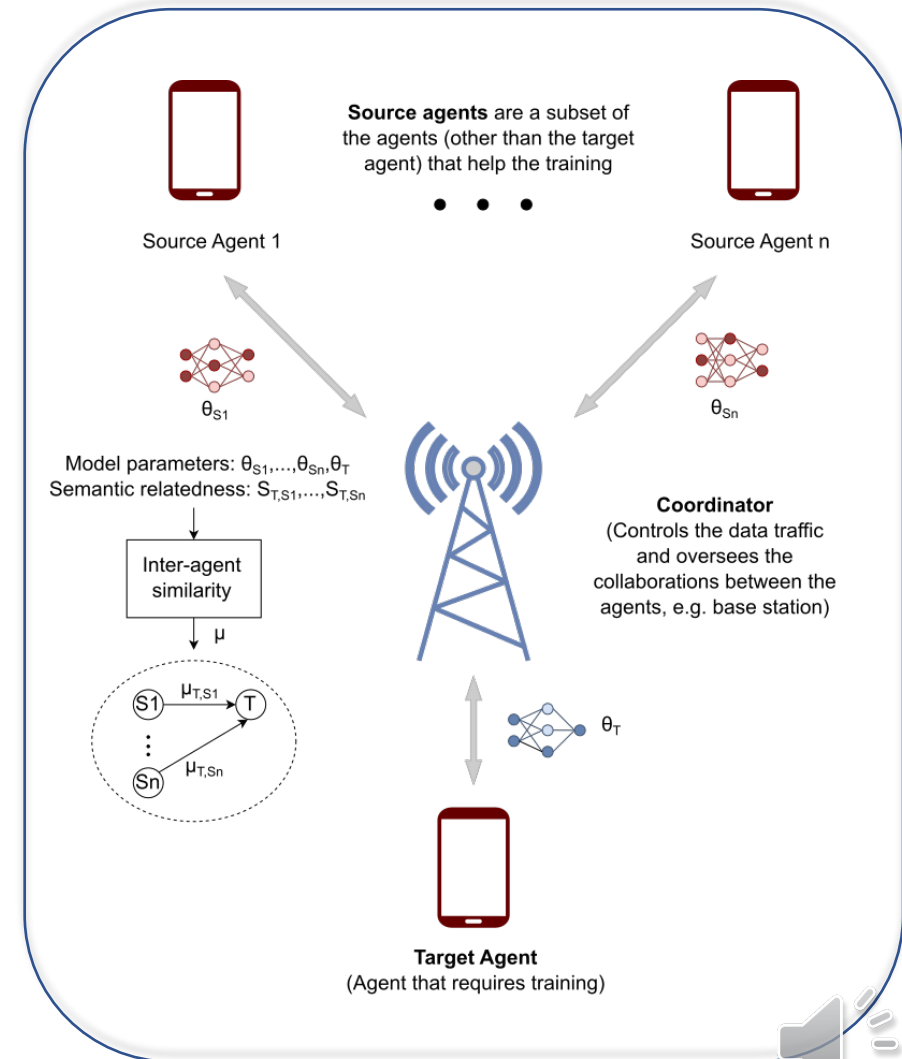 Source agents are a subset
of the agents (other than the target
agent) that help the training
Source Agent 1
Source Agent n
θS1
θSn
Model parameters: θS1,...,θSn,θT
Semantic relatedness: ST,S1,...,ST,Sn
Inter-agent
similarity
μ
S1
μT,S1
T
Sn
μT,Sn
Coordinator
(Controls the data traffic
and oversees the
collaborations between the
agents, e.g. base station)
θT
Target Agent
(Agent that requires training)